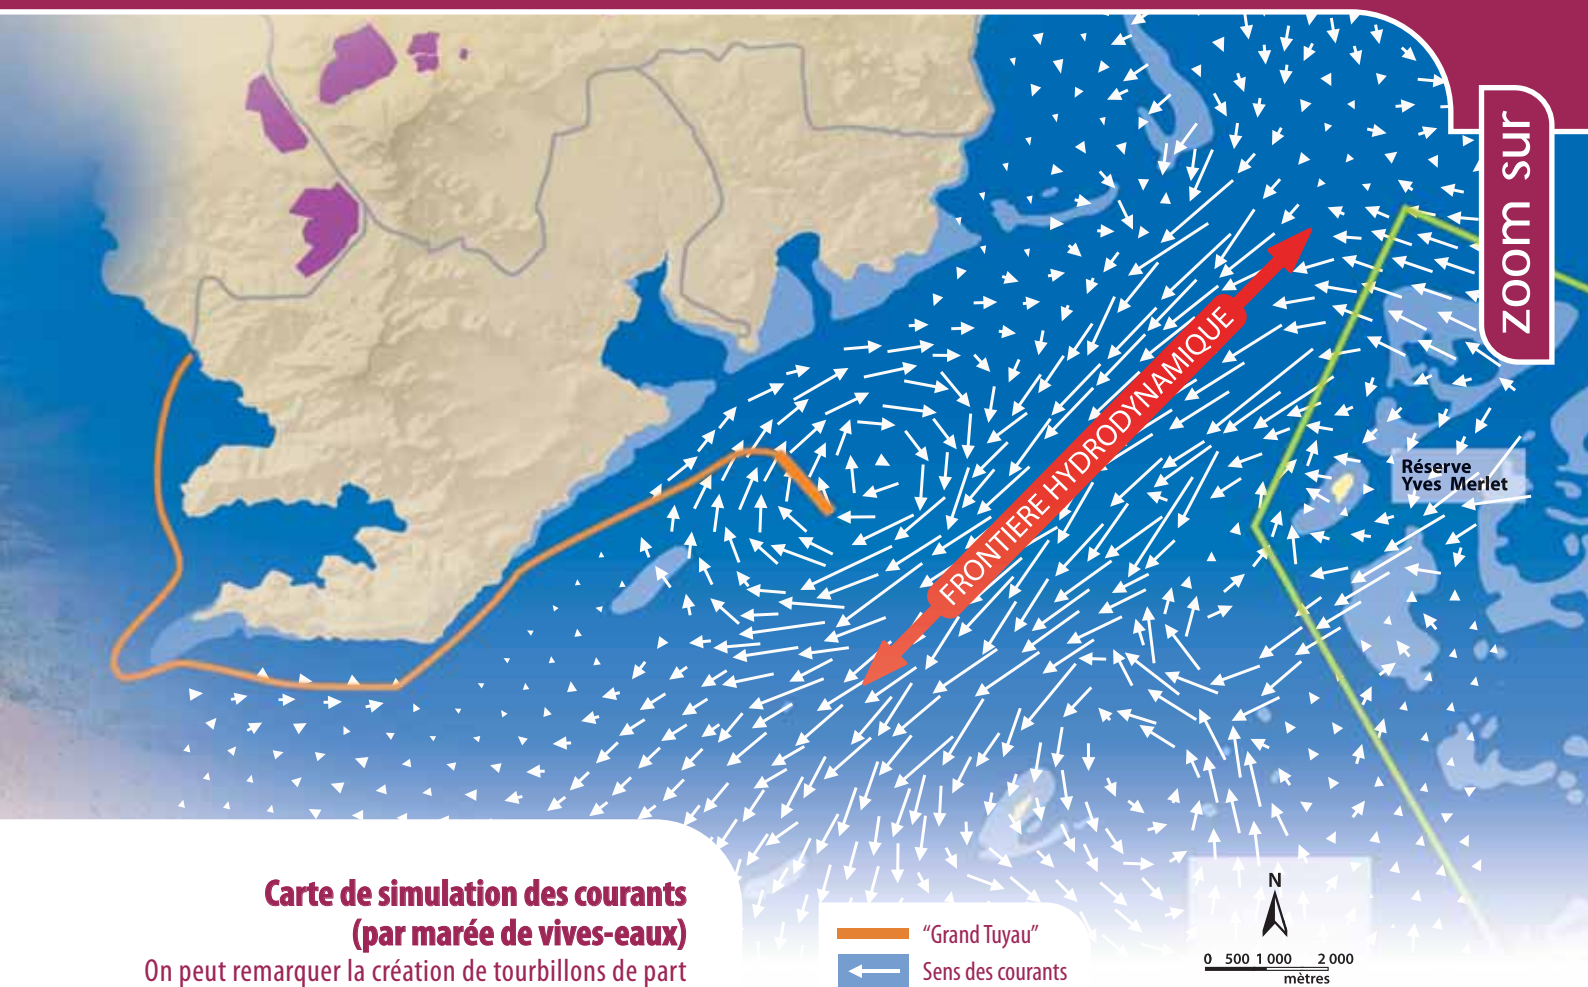 zoom sur
FRONTIERE HYDRODYNAMIQUE
Réserve
Yves Merlet
Carte de simulation des courants
(par marée de vives-eaux)
On peut remarquer la création de tourbillons de part
“Grand Tuyau”
Sens des courants
N
0 500 1 000 2 000
mètres